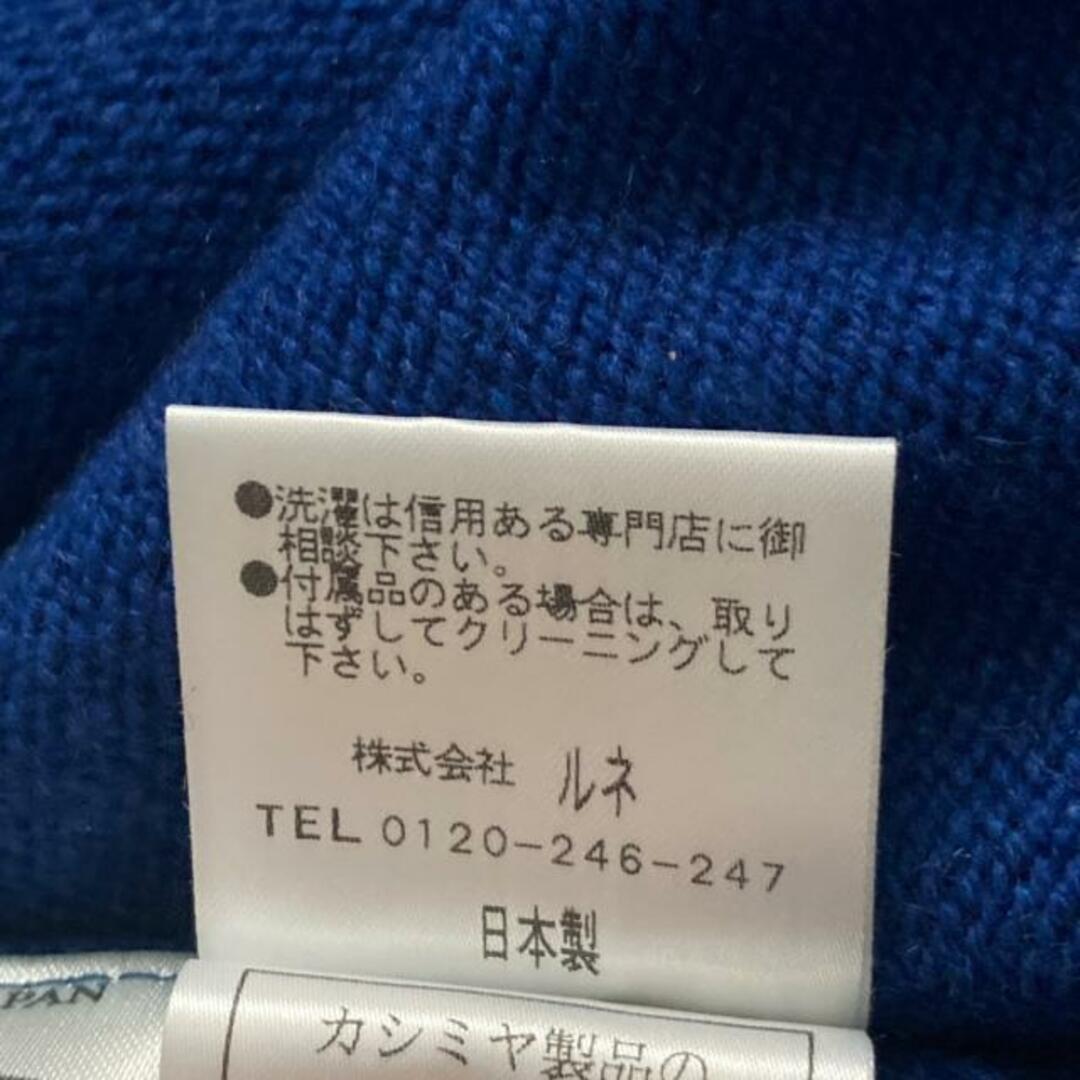 ●洗濯は信用ある専門店に御
相談下さい。
●付属品のある場合は、取り
はずしてクリーニングして
下さい。
株式会社 ルネ
TEL 0120-246-247
日本製
PAN
カシミヤ製品の